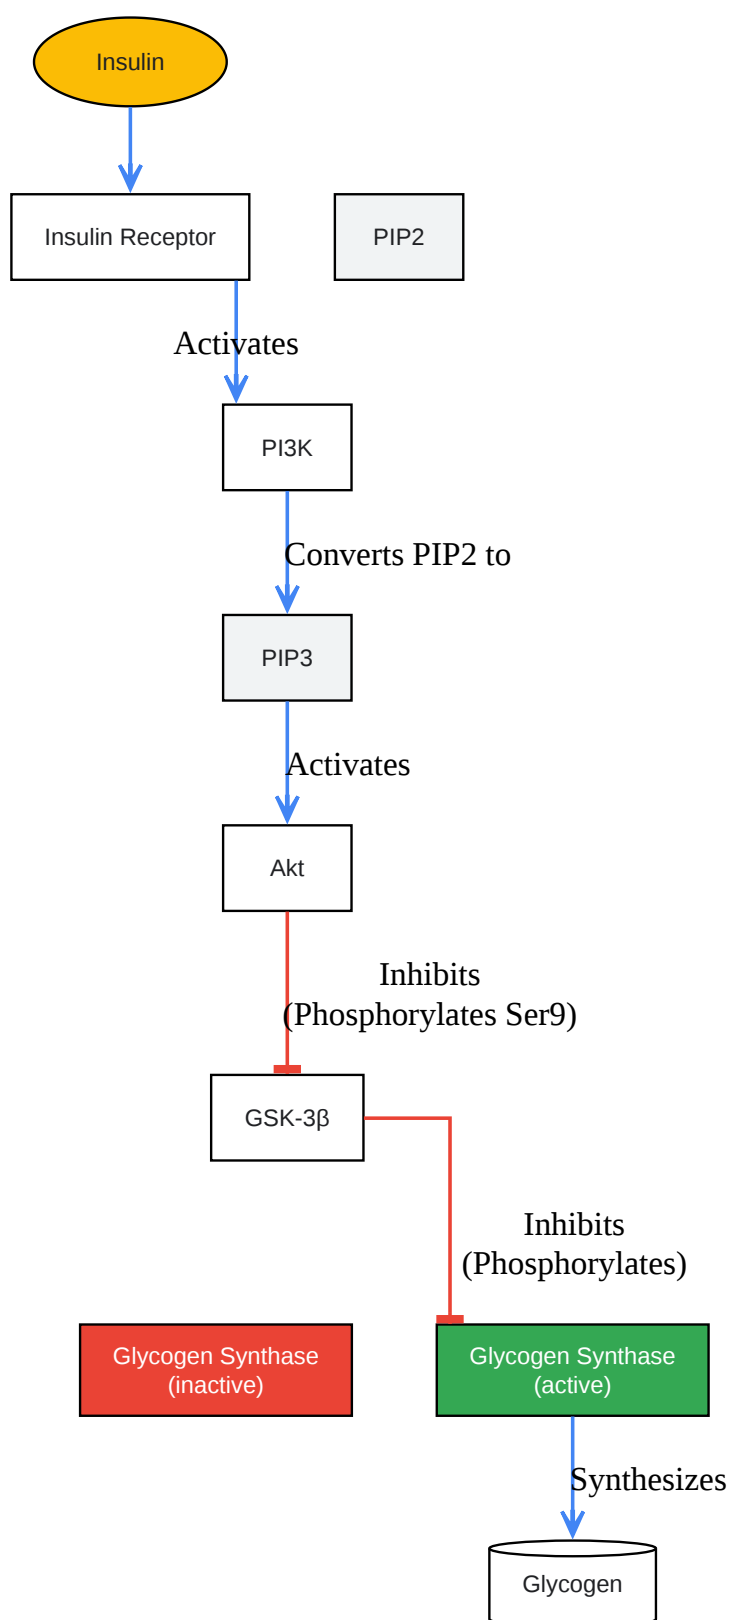 Insulin
Insulin Receptor
PIP2
Activates
PI3K
Converts PIP2 to
PIP3
Activates
Akt
Inhibits
(Phosphorylates Ser9)
GSK-3β
Inhibits
(Phosphorylates)
Glycogen Synthase
(inactive)
Glycogen Synthase
(active)
Synthesizes
Glycogen